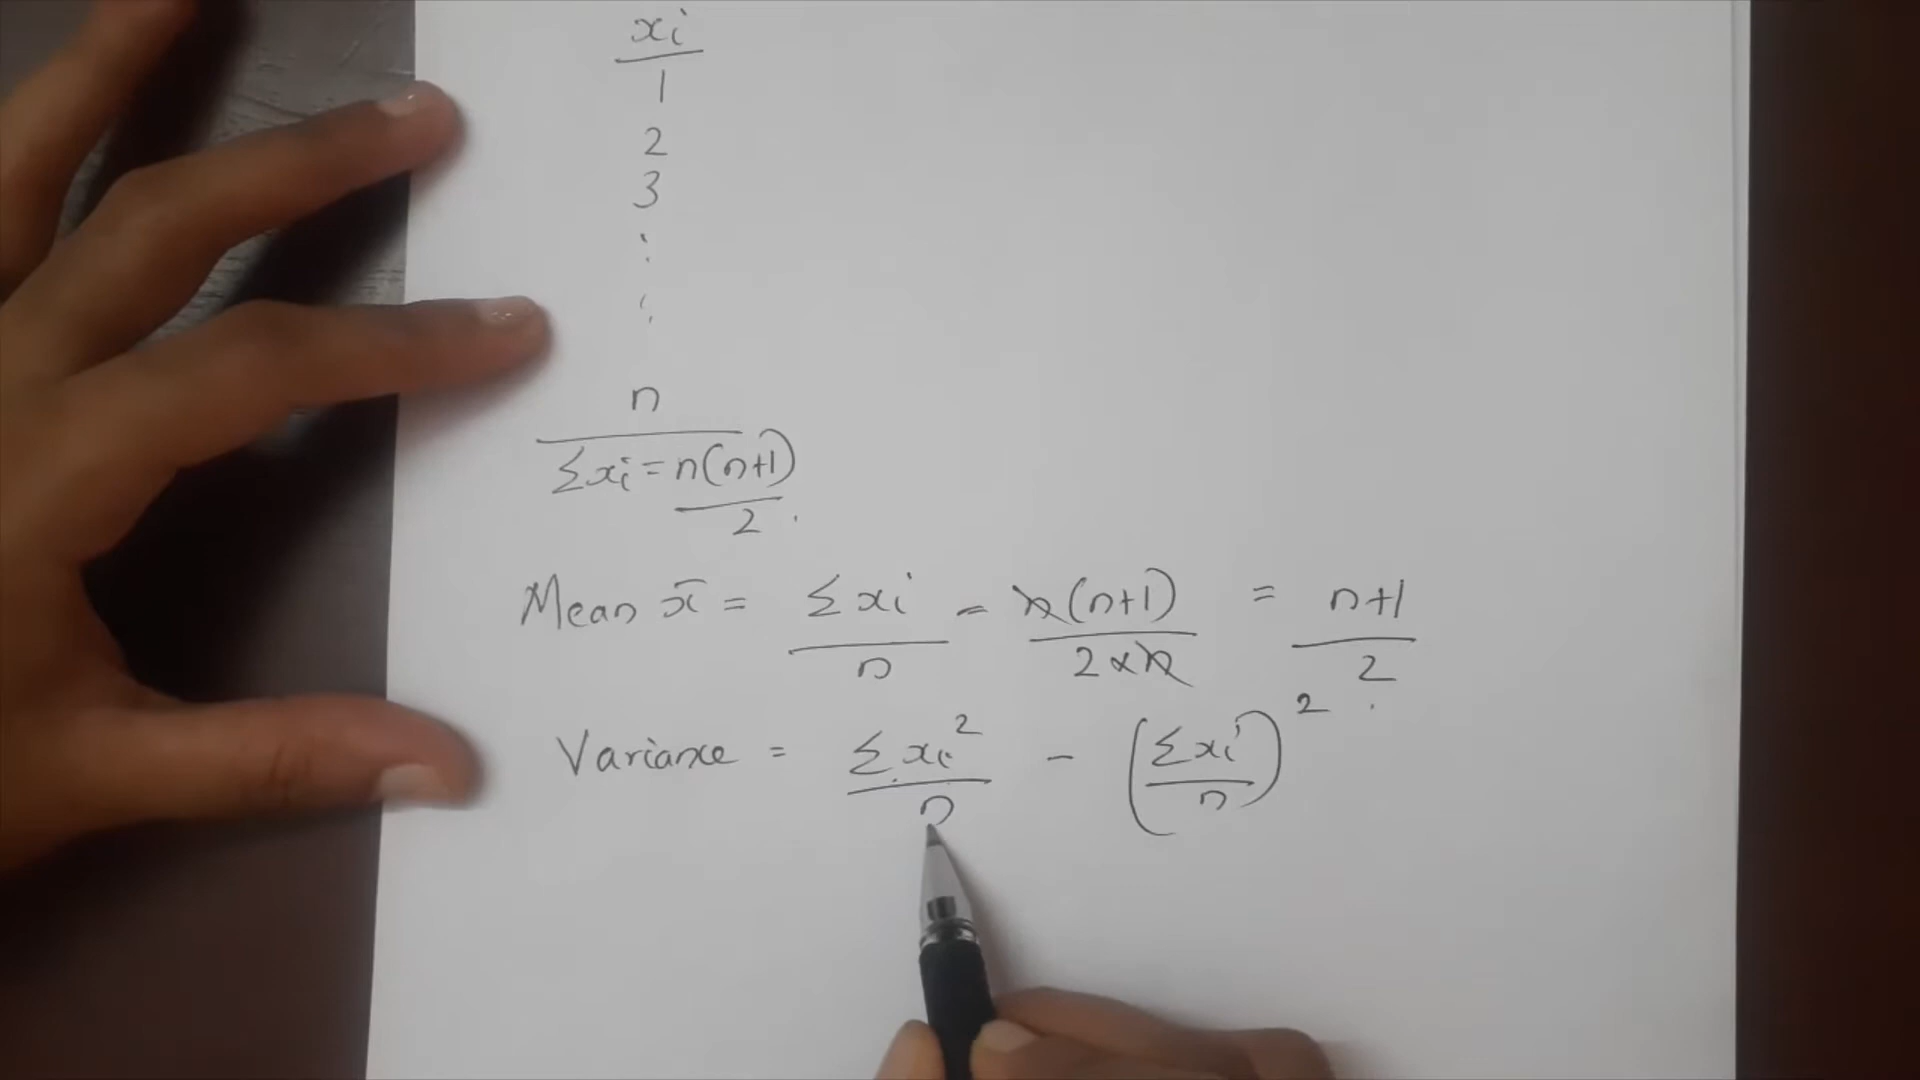 xi
1
2
3
:
:
n
Σxi = n(n+1)
2 .
Mean x̄ = Σxi/n = n(n+1)/2×n = n+1/2
Variance = Σxi²/n - (Σxi/n)²